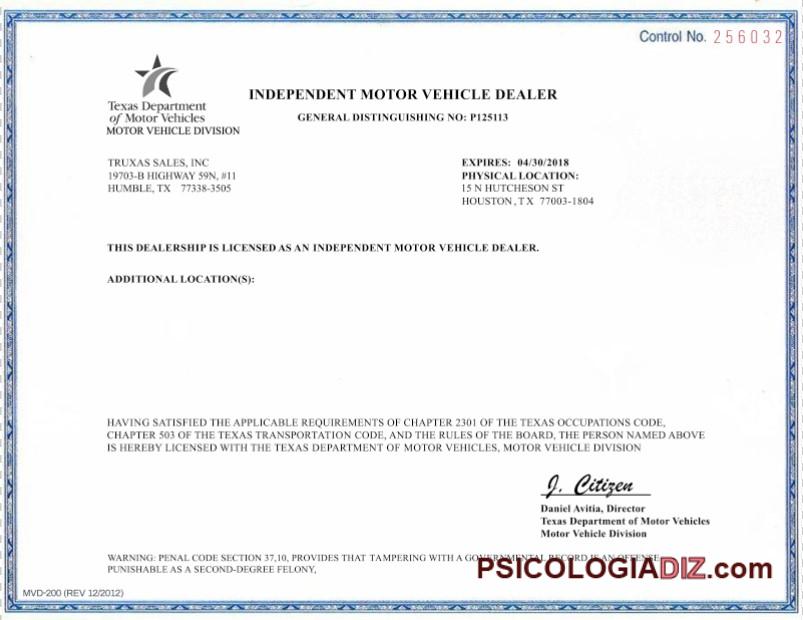 Control No. 256032
Texas Department
of Motor Vehicles
MOTOR VEHICLE DIVISION
INDEPENDENT MOTOR VEHICLE DEALER
GENERAL DISTINGUISHING NO: P125113
TRUXAS SALES, INC
19703-B HIGHWAY 59N, #11
HUMBLE, TX 77338-3505
EXPIRES: 04/30/2018
PHYSICAL LOCATION:
15 N HUTCHESON ST
HOUSTON, TX 77003-1804
THIS DEALERSHIP IS LICENSED AS AN INDEPENDENT MOTOR VEHICLE DEALER.
ADDITIONAL LOCATION(S):
HAVING SATISFIED THE APPLICABLE REQUIREMENTS OF CHAPTER 2301 OF THE TEXAS OCCUPATIONS CODE,
CHAPTER 503 OF THE TEXAS TRANSPORTATION CODE, AND THE RULES OF THE BOARD, THE PERSON NAMED ABOVE
IS HEREBY LICENSED WITH THE TEXAS DEPARTMENT OF MOTOR VEHICLES, MOTOR VEHICLE DIVISION
J. Citizen
Daniel Avitia, Director
Texas Department of Motor Vehicles
Motor Vehicle Division
WARNING: PENAL CODE SECTION 37,10, PROVIDES THAT TAMPERING WITH A GOVERNMENTAL RECORD IS AN OFFENSE
PUNISHABLE AS A SECOND-DEGREE FELONY,
PSICOLOGIADIZ.com
MVD-200 (REV 12/2012)